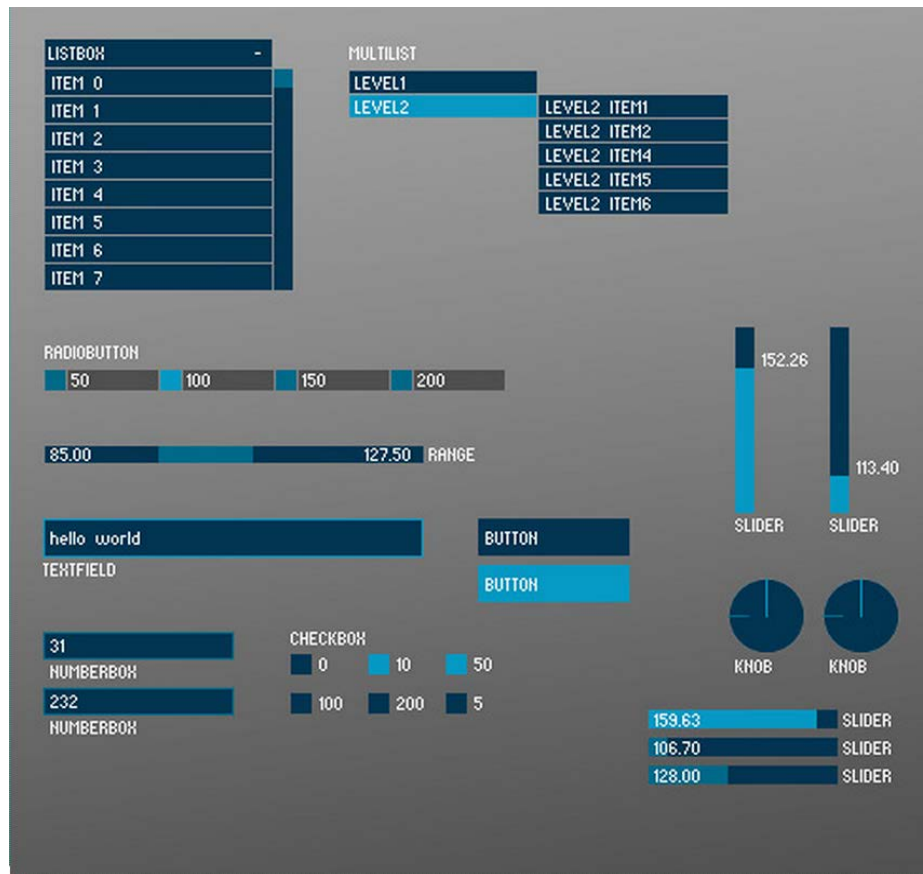 LISTBOX -
ITEM 0
ITEM 1
ITEM 2
ITEM 3
ITEM 4
ITEM 5
ITEM 6
ITEM 7
MULTILIST
LEVEL1
LEVEL2
LEVEL2 ITEM1
LEVEL2 ITEM2
LEVEL2 ITEM4
LEVEL2 ITEM5
LEVEL2 ITEM6
RADIOBUTTON
50 100 150 200
85.00 127.50 RANGE
152.26
113.40
SLIDER SLIDER
hello world
TEXTFIELD
BUTTON
BUTTON
KNOB KNOB
31
NUMBERBOX
232
NUMBERBOX
CHECKBOX
0 10 50
100 200 5
159.63 SLIDER
106.70 SLIDER
128.00 SLIDER